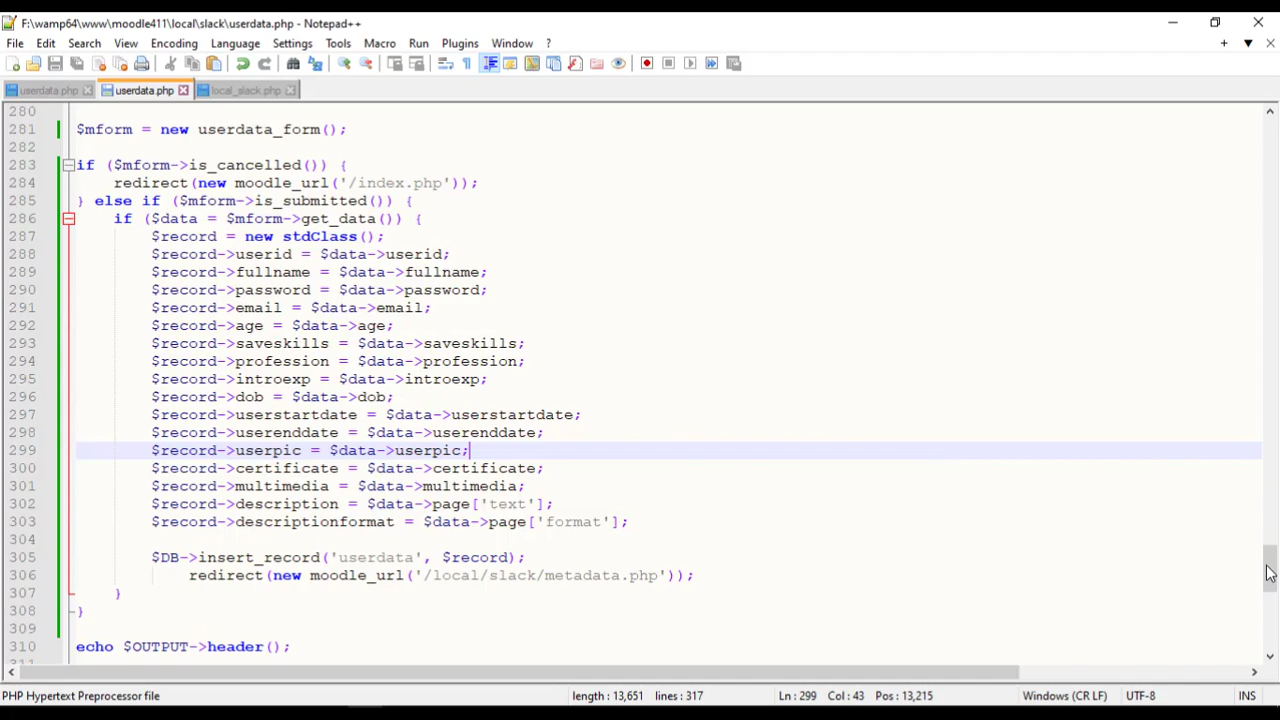 F:\wamp64\www\moodle411\local\slack\userdata.php - Notepad++
File Edit Search View Encoding Language Settings Tools Macro Run Plugins Window ?
userdata.php userdata.php local_slack.php
280
281 $mform = new userdata_form();
282
283 if ($mform->is_cancelled()) {
284 redirect(new moodle_url('/index.php'));
285 } else if ($mform->is_submitted()) {
286 if ($data = $mform->get_data()) {
287 $record = new stdClass();
288 $record->userid = $data->userid;
289 $record->fullname = $data->fullname;
290 $record->password = $data->password;
291 $record->email = $data->email;
292 $record->age = $data->age;
293 $record->saveskills = $data->saveskills;
294 $record->profession = $data->profession;
295 $record->introexp = $data->introexp;
296 $record->dob = $data->dob;
297 $record->userstartdate = $data->userstartdate;
298 $record->userenddate = $data->userenddate;
299 $record->userpic = $data->userpic;
300 $record->certificate = $data->certificate;
301 $record->multimedia = $data->multimedia;
302 $record->description = $data->page['text'];
303 $record->descriptionformat = $data->page['format'];
304
305 $DB->insert_record('userdata', $record);
306 redirect(new moodle_url('/local/slack/metadata.php'));
307 }
308 }
309
310 echo $OUTPUT->header();
PHP Hypertext Preprocessor file length : 13,651 lines : 317 Ln : 299 Col : 43 Pos : 13,215 Windows (CR LF) UTF-8 INS